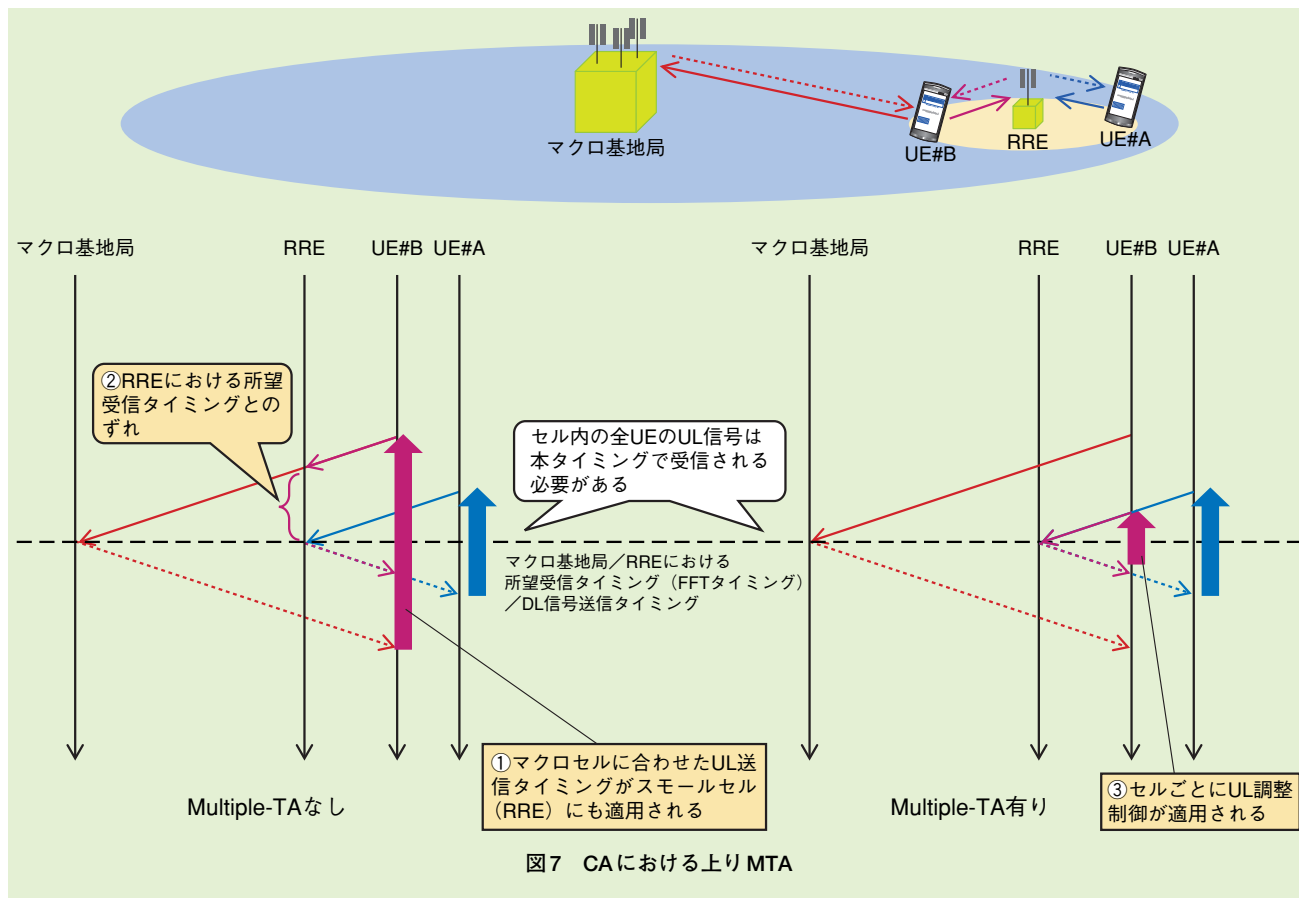 マクロ基地局
UE#B
RRE
UE#A
マクロ基地局
RRE
UE#B
UE#A
マクロ基地局
RRE
UE#B
UE#A
②RREにおける所望
受信タイミングとの
ずれ
セル内の全UEのUL信号は
本タイミングで受信される
必要がある
マクロ基地局／RREにおける
所望受信タイミング（FFTタイミング）
／DL信号送信タイミング
①マクロセルに合わせたUL送
信タイミングがスモールセル
（RRE）にも適用される
③セルごとにUL調整
制御が適用される
Multiple-TAなし
Multiple-TA有り
図7 CAにおける上りMTA